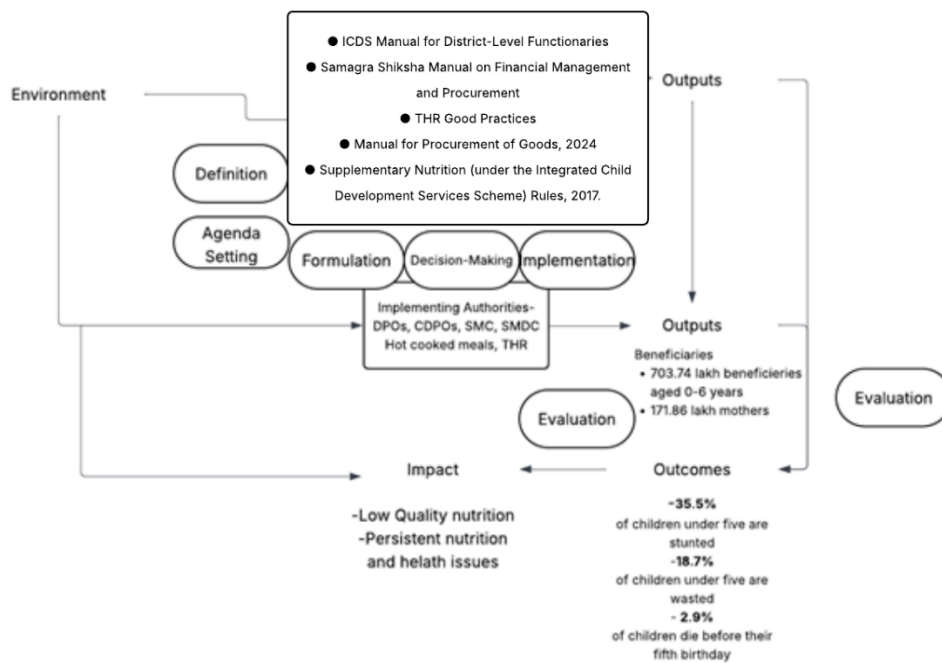 ● ICDS Manual for District-Level Functionaries
● Samagra Shiksha Manual on Financial Management
and Procurement
● THR Good Practices
● Manual for Procurement of Goods, 2024
● Supplementary Nutrition (under the Integrated Child
Development Services Scheme) Rules, 2017.
Environment
Outputs
Definition
Agenda
Setting
Formulation
Decision-Making
mplementation
Implementing Authorities-
DPOs, CDPOs, SMC, SMDC
Hot cooked meals, THR
Outputs
Beneficiaries
• 703.74 lakh beneficieries
aged 0-6 years
• 171.86 lakh mothers
Evaluation
Evaluation
Impact
-Low Quality nutrition
-Persistent nutrition
and helath issues
Outcomes
-35.5%
of children under five are
stunted
-18.7%
of children under five are
wasted
- 2.9%
of children die before their
fifth birthday